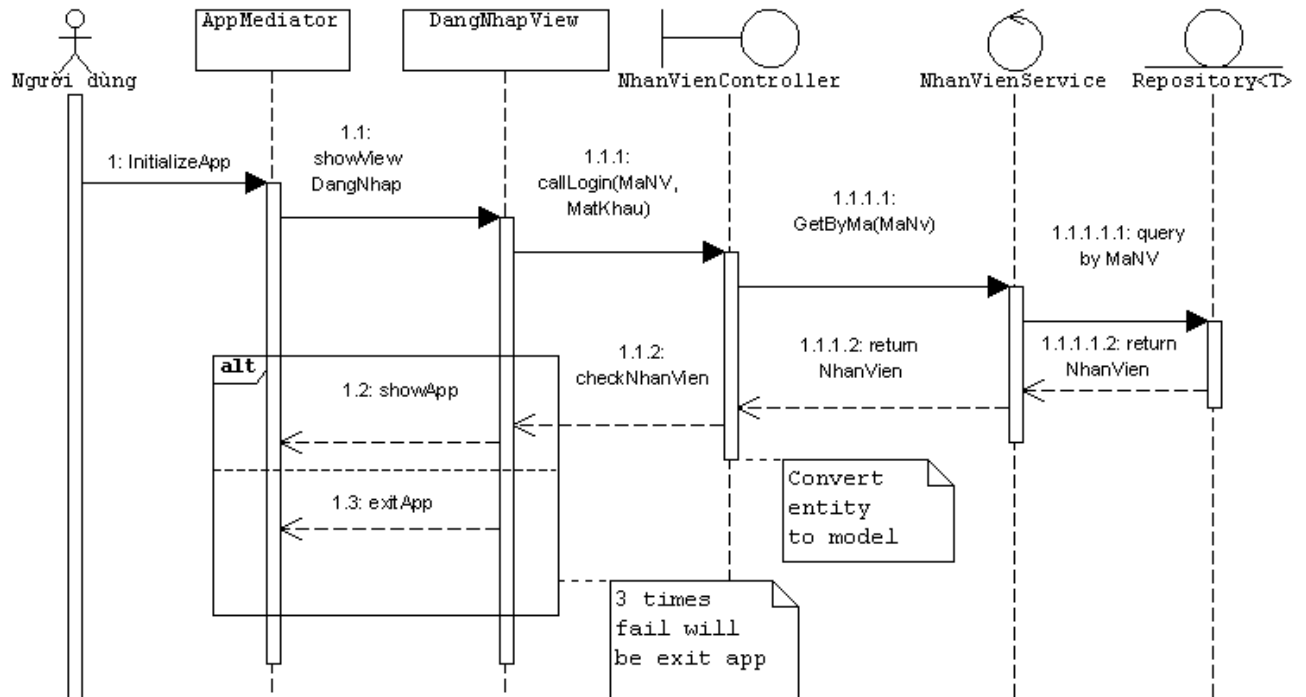 AppMediator
DangNhapView
Người dùng
NhanVienController
NhanVienService
Repository<T>
1: InitializeApp
1.1:
showView
DangNhap
1.1.1:
callLogin(MaNV,
MatKhau)
1.1.1.1:
GetByMa(MaNv)
1.1.1.1.1: query
by MaNV
1.1.1.1.2: return
NhanVien
1.1.1.2: return
NhanVien
1.1.2:
checkNhanVien
alt
1.2: showApp
1.3: exitApp
Convert
entity
to model
3 times
fail will
be exit app